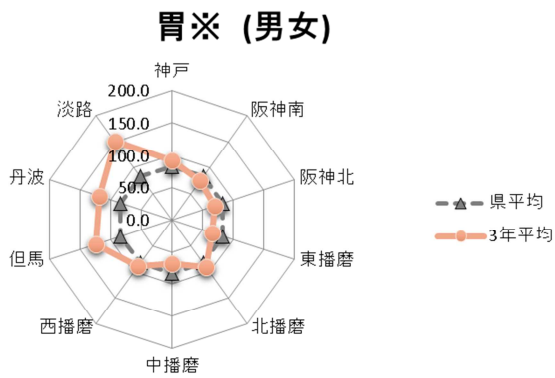 胃※ (男女)
神戸
200.0
淡路
阪神南
150.0
100.0
丹波
阪神北
50.0
県平均
0.0
3年平均
但馬
東播磨
西播磨
北播磨
中播磨